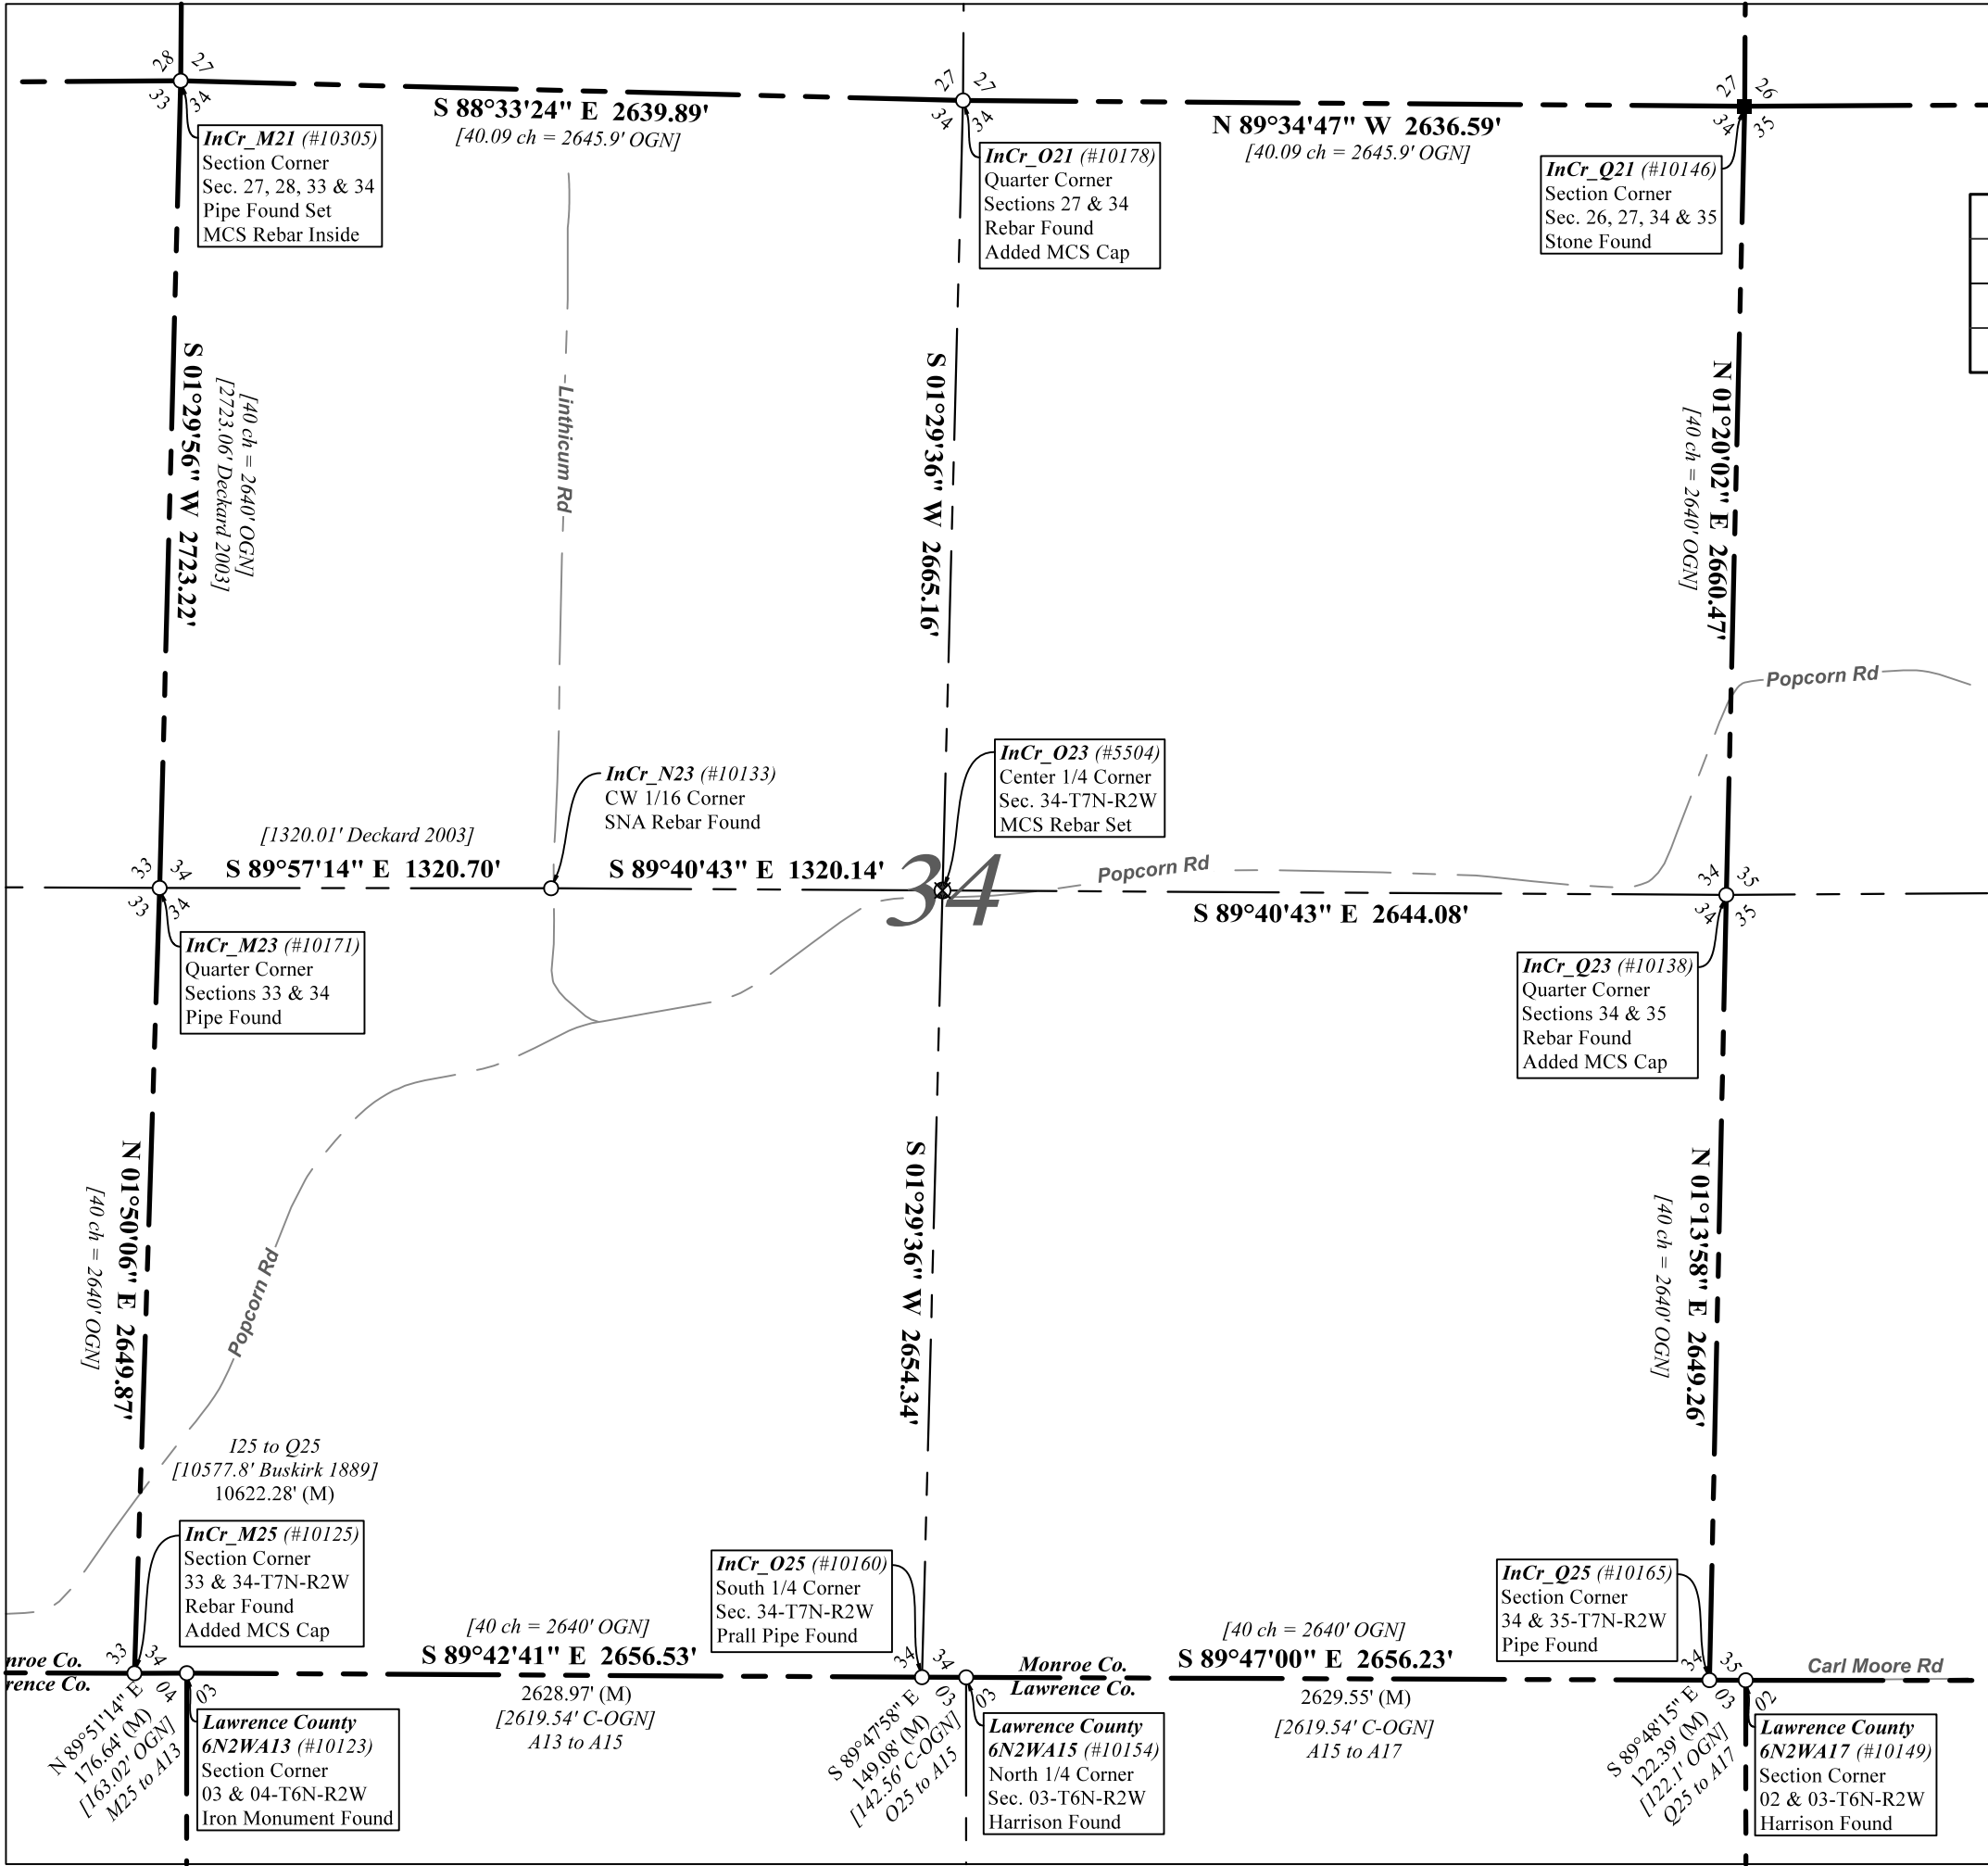 28
27
33
34
27
27
34
34
27
26
34
35
S 88°33'24" E 2639.89'
[40.09 ch = 2645.9' OGN]
N 89°34'47" W 2636.59'
[40.09 ch = 2645.9' OGN]
InCr_M21 (#10305)
Section Corner
Sec. 27, 28, 33 & 34
Pipe Found Set
MCS Rebar Inside
InCr_O21 (#10178)
Quarter Corner
Sections 27 & 34
Rebar Found
Added MCS Cap
InCr_Q21 (#10146)
Section Corner
Sec. 26, 27, 34 & 35
Stone Found
S 01°29'56" W 2723.22'
[40 ch = 2640' OGN]
[2723.06' Deckard 2003]
Linthicum Rd
S 01°29'36" W 2665.16'
N 01°20'02" E 2660.47'
[40 ch = 2640' OGN]
Popcorn Rd
InCr_N23 (#10133)
CW 1/16 Corner
SNA Rebar Found
InCr_O23 (#5504)
Center 1/4 Corner
Sec. 34-T7N-R2W
MCS Rebar Set
[1320.01' Deckard 2003]
S 89°57'14" E 1320.70'
S 89°40'43" E 1320.14'
34
Popcorn Rd
S 89°40'43" E 2644.08'
33
34
33
34
34
35
34
35
InCr_M23 (#10171)
Quarter Corner
Sections 33 & 34
Pipe Found
InCr_Q23 (#10138)
Quarter Corner
Sections 34 & 35
Rebar Found
Added MCS Cap
N 01°50'06" E 2649.87'
[40 ch = 2640' OGN]
Popcorn Rd
S 01°29'36" W 2654.34'
N 01°13'58" E 2649.26'
[40 ch = 2640' OGN]
I25 to Q25
[10577.8' Buskirk 1889]
10622.28' (M)
InCr_M25 (#10125)
Section Corner
33 & 34-T7N-R2W
Rebar Found
Added MCS Cap
InCr_O25 (#10160)
South 1/4 Corner
Sec. 34-T7N-R2W
Prall Pipe Found
InCr_Q25 (#10165)
Section Corner
34 & 35-T7N-R2W
Pipe Found
[40 ch = 2640' OGN]
S 89°42'41" E 2656.53'
[40 ch = 2640' OGN]
S 89°47'00" E 2656.23'
nroe Co.
rence Co.
33
34
04
03
34
34
03
03
34
35
03
02
Monroe Co.
Lawrence Co.
Carl Moore Rd
2628.97' (M)
[2619.54' C-OGN]
A13 to A15
2629.55' (M)
[2619.54' C-OGN]
A15 to A17
N 89°51'14" E
176.64' (M)
[163.02' OGN]
M25 to A13
Lawrence County
6N2WA13 (#10123)
Section Corner
03 & 04-T6N-R2W
Iron Monument Found
S 89°47'58" E
149.08' (M)
[142.56' C-OGN]
O25 to A15
Lawrence County
6N2WA15 (#10154)
North 1/4 Corner
Sec. 03-T6N-R2W
Harrison Found
S 89°48'15" E
122.39' (M)
[122.1' OGN]
Q25 to A17
Lawrence County
6N2WA17 (#10149)
Section Corner
02 & 03-T6N-R2W
Harrison Found